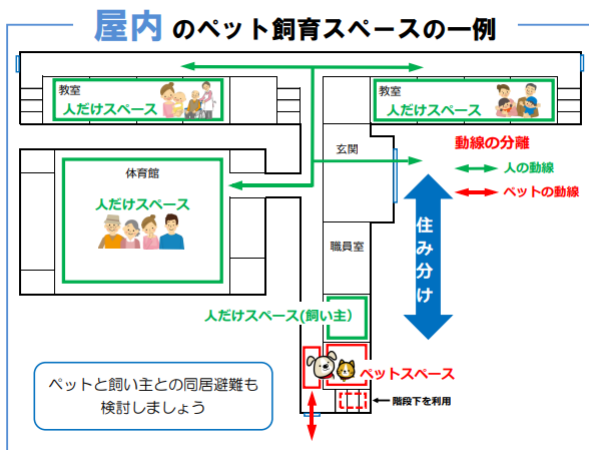 屋内 のペット飼育スペースの一例
教室
人だけスペース
教室
人だけスペース
動線の分離
人の動線
ペットの動線
玄関
体育館
人だけスペース
住み分け
職員室
人だけスペース(飼い主)
ペットスペース
階段下を利用
ペットと飼い主との同居避難も
検討しましょう